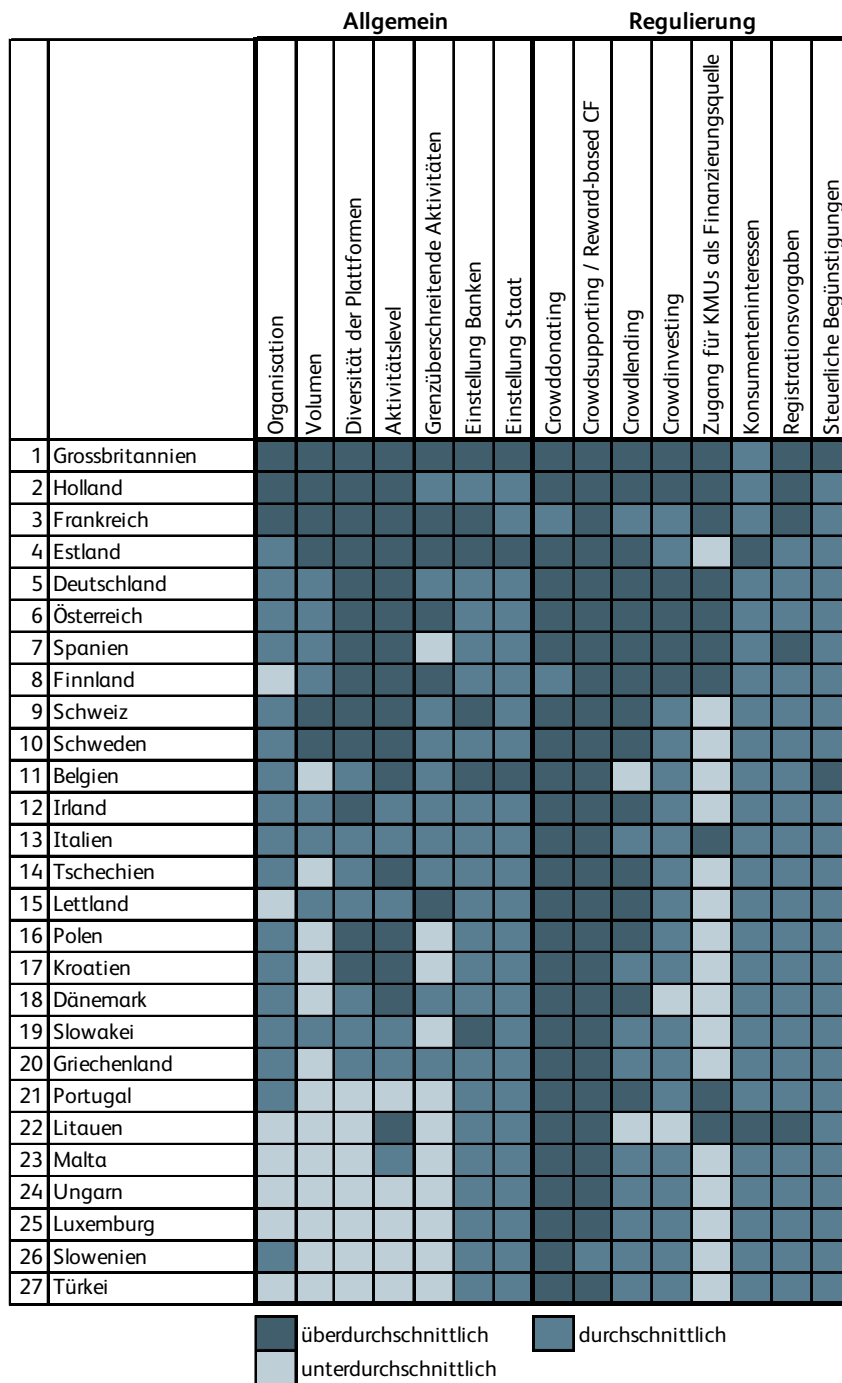 Allgemein Regulierung
Organisation
Volumen
Diversität der Plattformen
Aktivitätslevel
Grenzüberschreitende Aktivitäten
Einstellung Banken
Einstellung Staat
Crowddonating
Crowdsupporting / Reward-based CF
Crowdlending
Crowdinvesting
Zugang für KMUs als Finanzierungsquelle
Konsumenteninteressen
Registrationsvorgaben
Steuerliche Begünstigungen
1 Grossbritannien
2 Holland
3 Frankreich
4 Estland
5 Deutschland
6 Österreich
7 Spanien
8 Finnland
9 Schweiz
10 Schweden
11 Belgien
12 Irland
13 Italien
14 Tschechien
15 Lettland
16 Polen
17 Kroatien
18 Dänemark
19 Slowakei
20 Griechenland
21 Portugal
22 Litauen
23 Malta
24 Ungarn
25 Luxemburg
26 Slowenien
27 Türkei
überdurchschnittlich durchschnittlich
unterdurchschnittlich